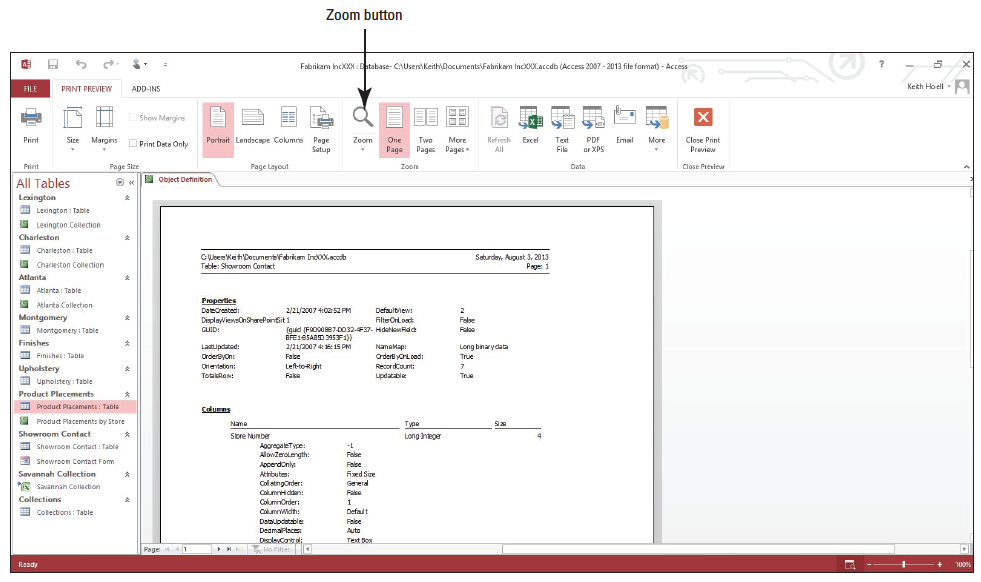 Zoom button
Fabrikam IncXXX : Database- C:\Users\Keith\Documents\Fabrikam IncXXX.accdb (Access 2007 - 2013 file format) - Access
?
FILE
PRINT PREVIEW
ADD-INS
Keith Hoell
Print
Size
Margins
Show Margins
Print Data Only
Portrait
Landscape
Columns
Page Setup
Zoom
One Page
Two Pages
More Pages
Refresh All
Excel
Text File
PDF or XPS
Email
More
Close Print Preview
Print
Page Size
Page Layout
Zoom
Data
Close Preview
All Tables
Lexington
Lexington : Table
Lexington Collection
Charleston
Charleston : Table
Charleston Collection
Atlanta
Atlanta : Table
Atlanta Collection
Montgomery
Montgomery : Table
Finishes
Finishes : Table
Upholstery
Upholstery : Table
Product Placements
Product Placements : Table
Product Placements by Store
Showroom Contact
Showroom Contact : Table
Showroom Contact Form
Savannah Collection
Savannah Collection
Collections
Collections : Table
Object Definition
C:\Users\Keith\Documents\Fabrikam IncXXX.accdb Saturday, August 3, 2013
Table: Showroom Contact Page: 1
Properties
DateCreated: 2/21/2007 4:02:52 PM DefaultView: 2
DisplayViewsOnSharePointSit 1 FilterOnLoad: False
GUID: {guid {F9D908B7-DD32-4F37- HideNewField: False
BFE1-B5A85D3953F1}}
LastUpdated: 2/21/2007 4:16:15 PM NameMap: Long binary data
OrderByOn: False OrderByOnLoad: True
Orientation: Left-to-Right RecordCount: 7
TotalsRow: False Updatable: True
Columns
Name Type Size
Store Number Long Integer 4
AggregateType: -1
AllowZeroLength: False
AppendOnly: False
Attributes: Fixed Size
CollatingOrder: General
ColumnHidden: False
ColumnOrder: 1
ColumnWidth: Default
DataUpdatable: False
DecimalPlaces: Auto
DisplayControl: Text Box
Page: 1 No Filter
Ready 100%